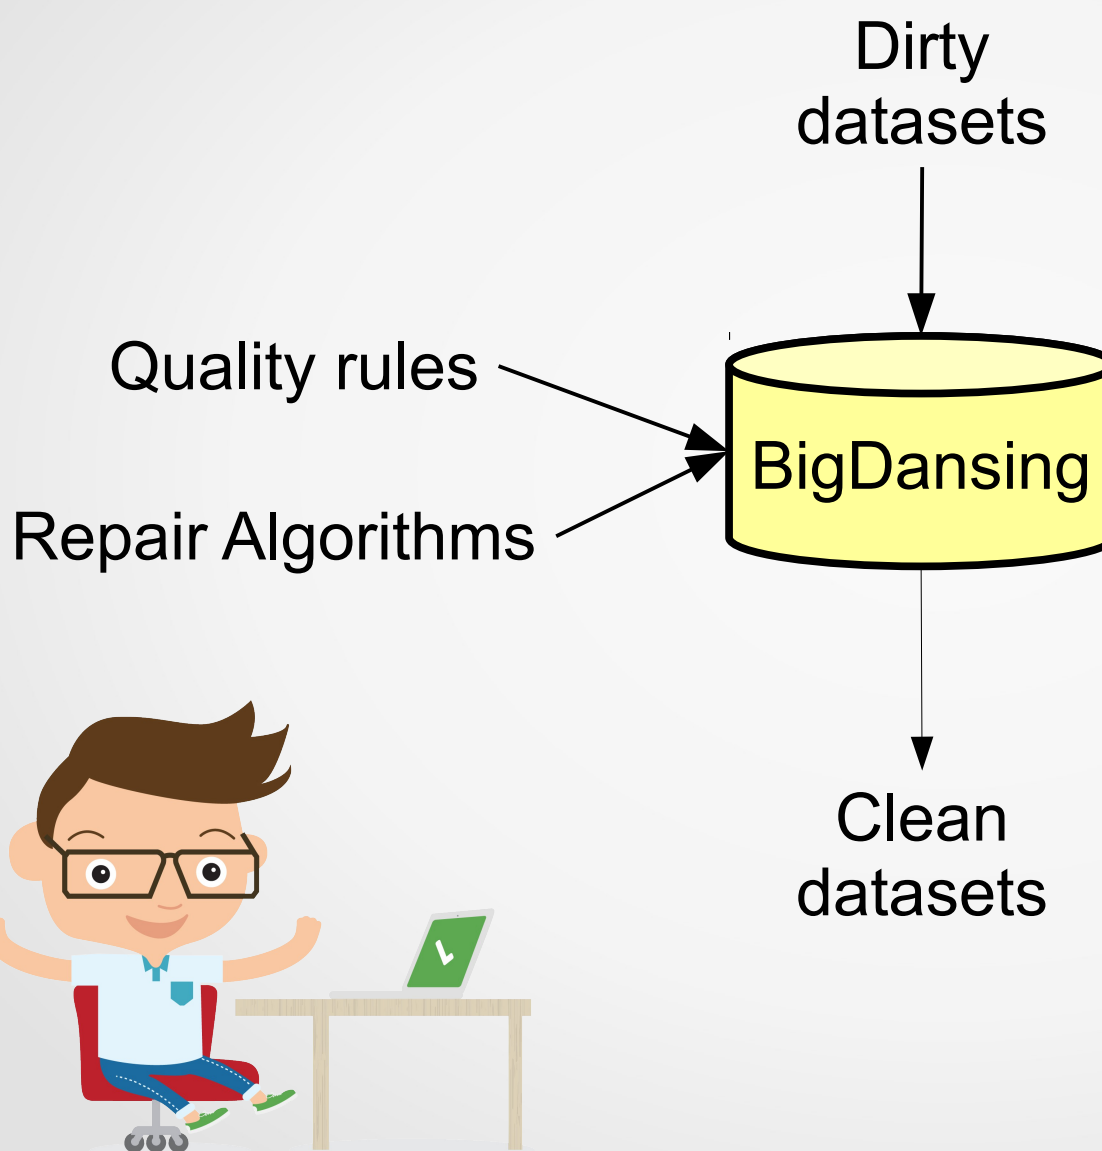 Dirty
datasets
Quality rules
BigDansing
Repair Algorithms
Clean
datasets